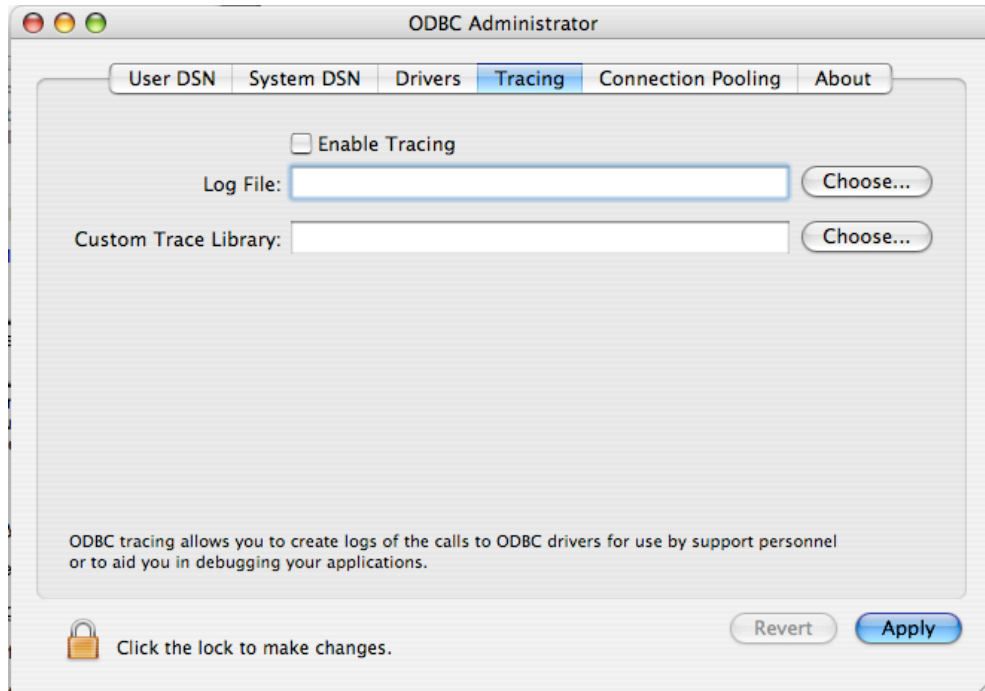 ODBC Administrator
User DSN System DSN Drivers Tracing Connection Pooling About
Enable Tracing
Log File: Choose...
Custom Trace Library: Choose...
ODBC tracing allows you to create logs of the calls to ODBC drivers for use by support personnel
or to aid you in debugging your applications.
Click the lock to make changes.
Revert Apply